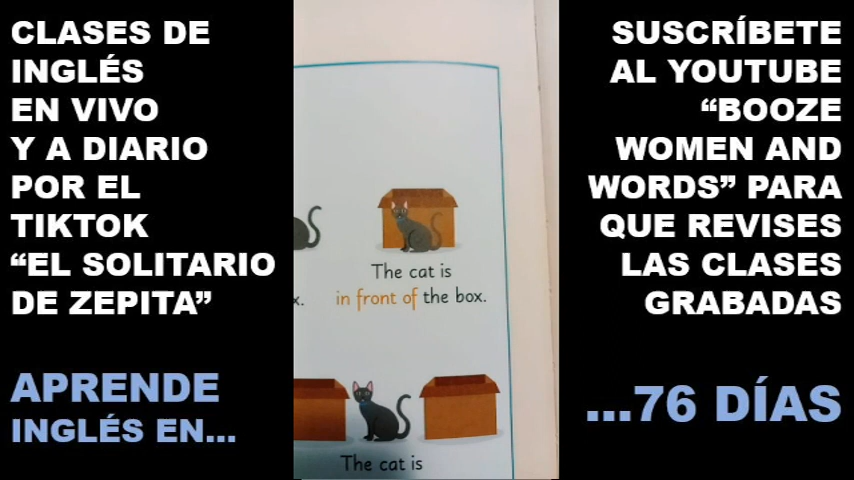 CLASES DE
INGLÉS
EN VIVO
Y A DIARIO
POR EL
TIKTOK
“EL SOLITARIO
DE ZEPITA”
APRENDE
INGLÉS EN...
x.
The cat is
in front of the box.
The cat is
SUSCRÍBETE
AL YOUTUBE
“BOOZE
WOMEN AND
WORDS” PARA
QUE REVISES
LAS CLASES
GRABADAS
...76 DÍAS